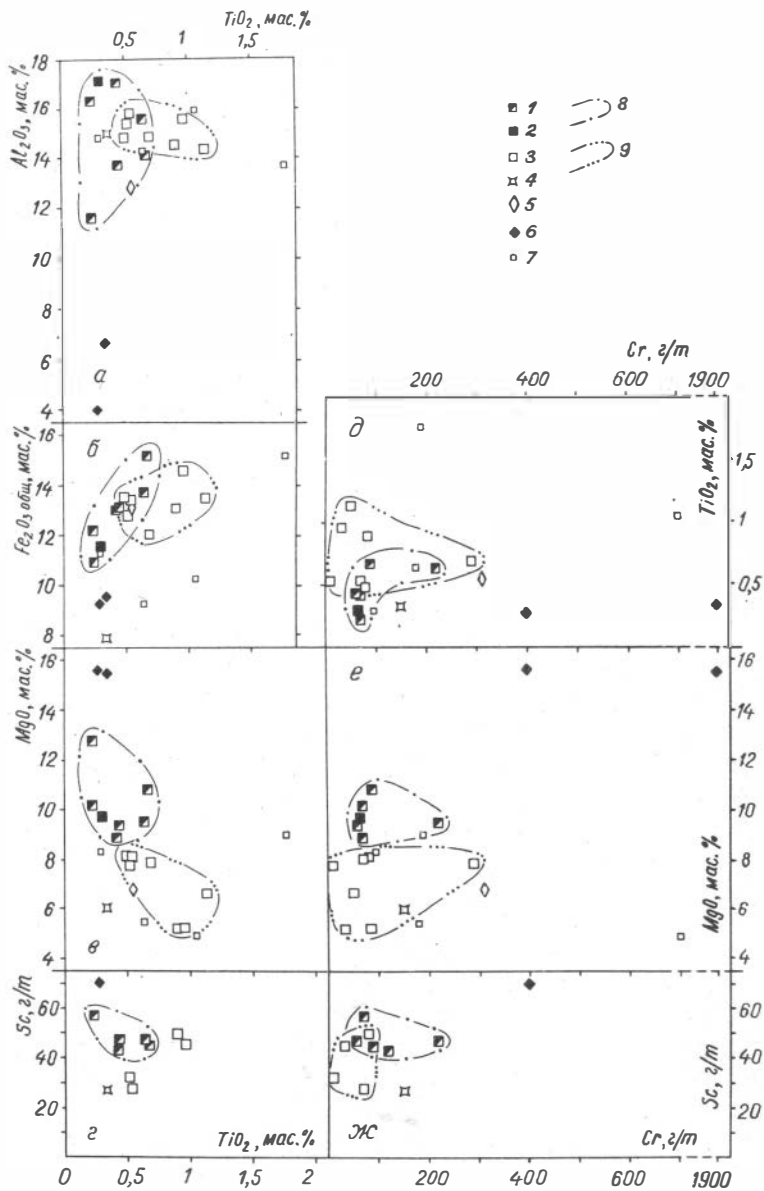 TiO₂, мас.%
0,5 1 1,5
Al₂O₃, мас.%
18
16
14
12
10
8
6
4
а
1
2
3
4
5
6
7
8
9
Fe₂O₃ общ, мас.%
16
14
12
10
8
б
Cr, г/т
200 400 600 1900
д
TiO₂, мас.%
1,5
1
0,5
MgO, мас.%
16
14
12
10
8
6
4
в
е
16
14
12
10
8
6
4
MgO, мас.%
Sc, г/т
60
40
20
г
TiO₂, мас.%
0 0,5 1 1,5 2
ж
Cr, г/т
200 400 600 1900
60
40
20
Sc, г/т